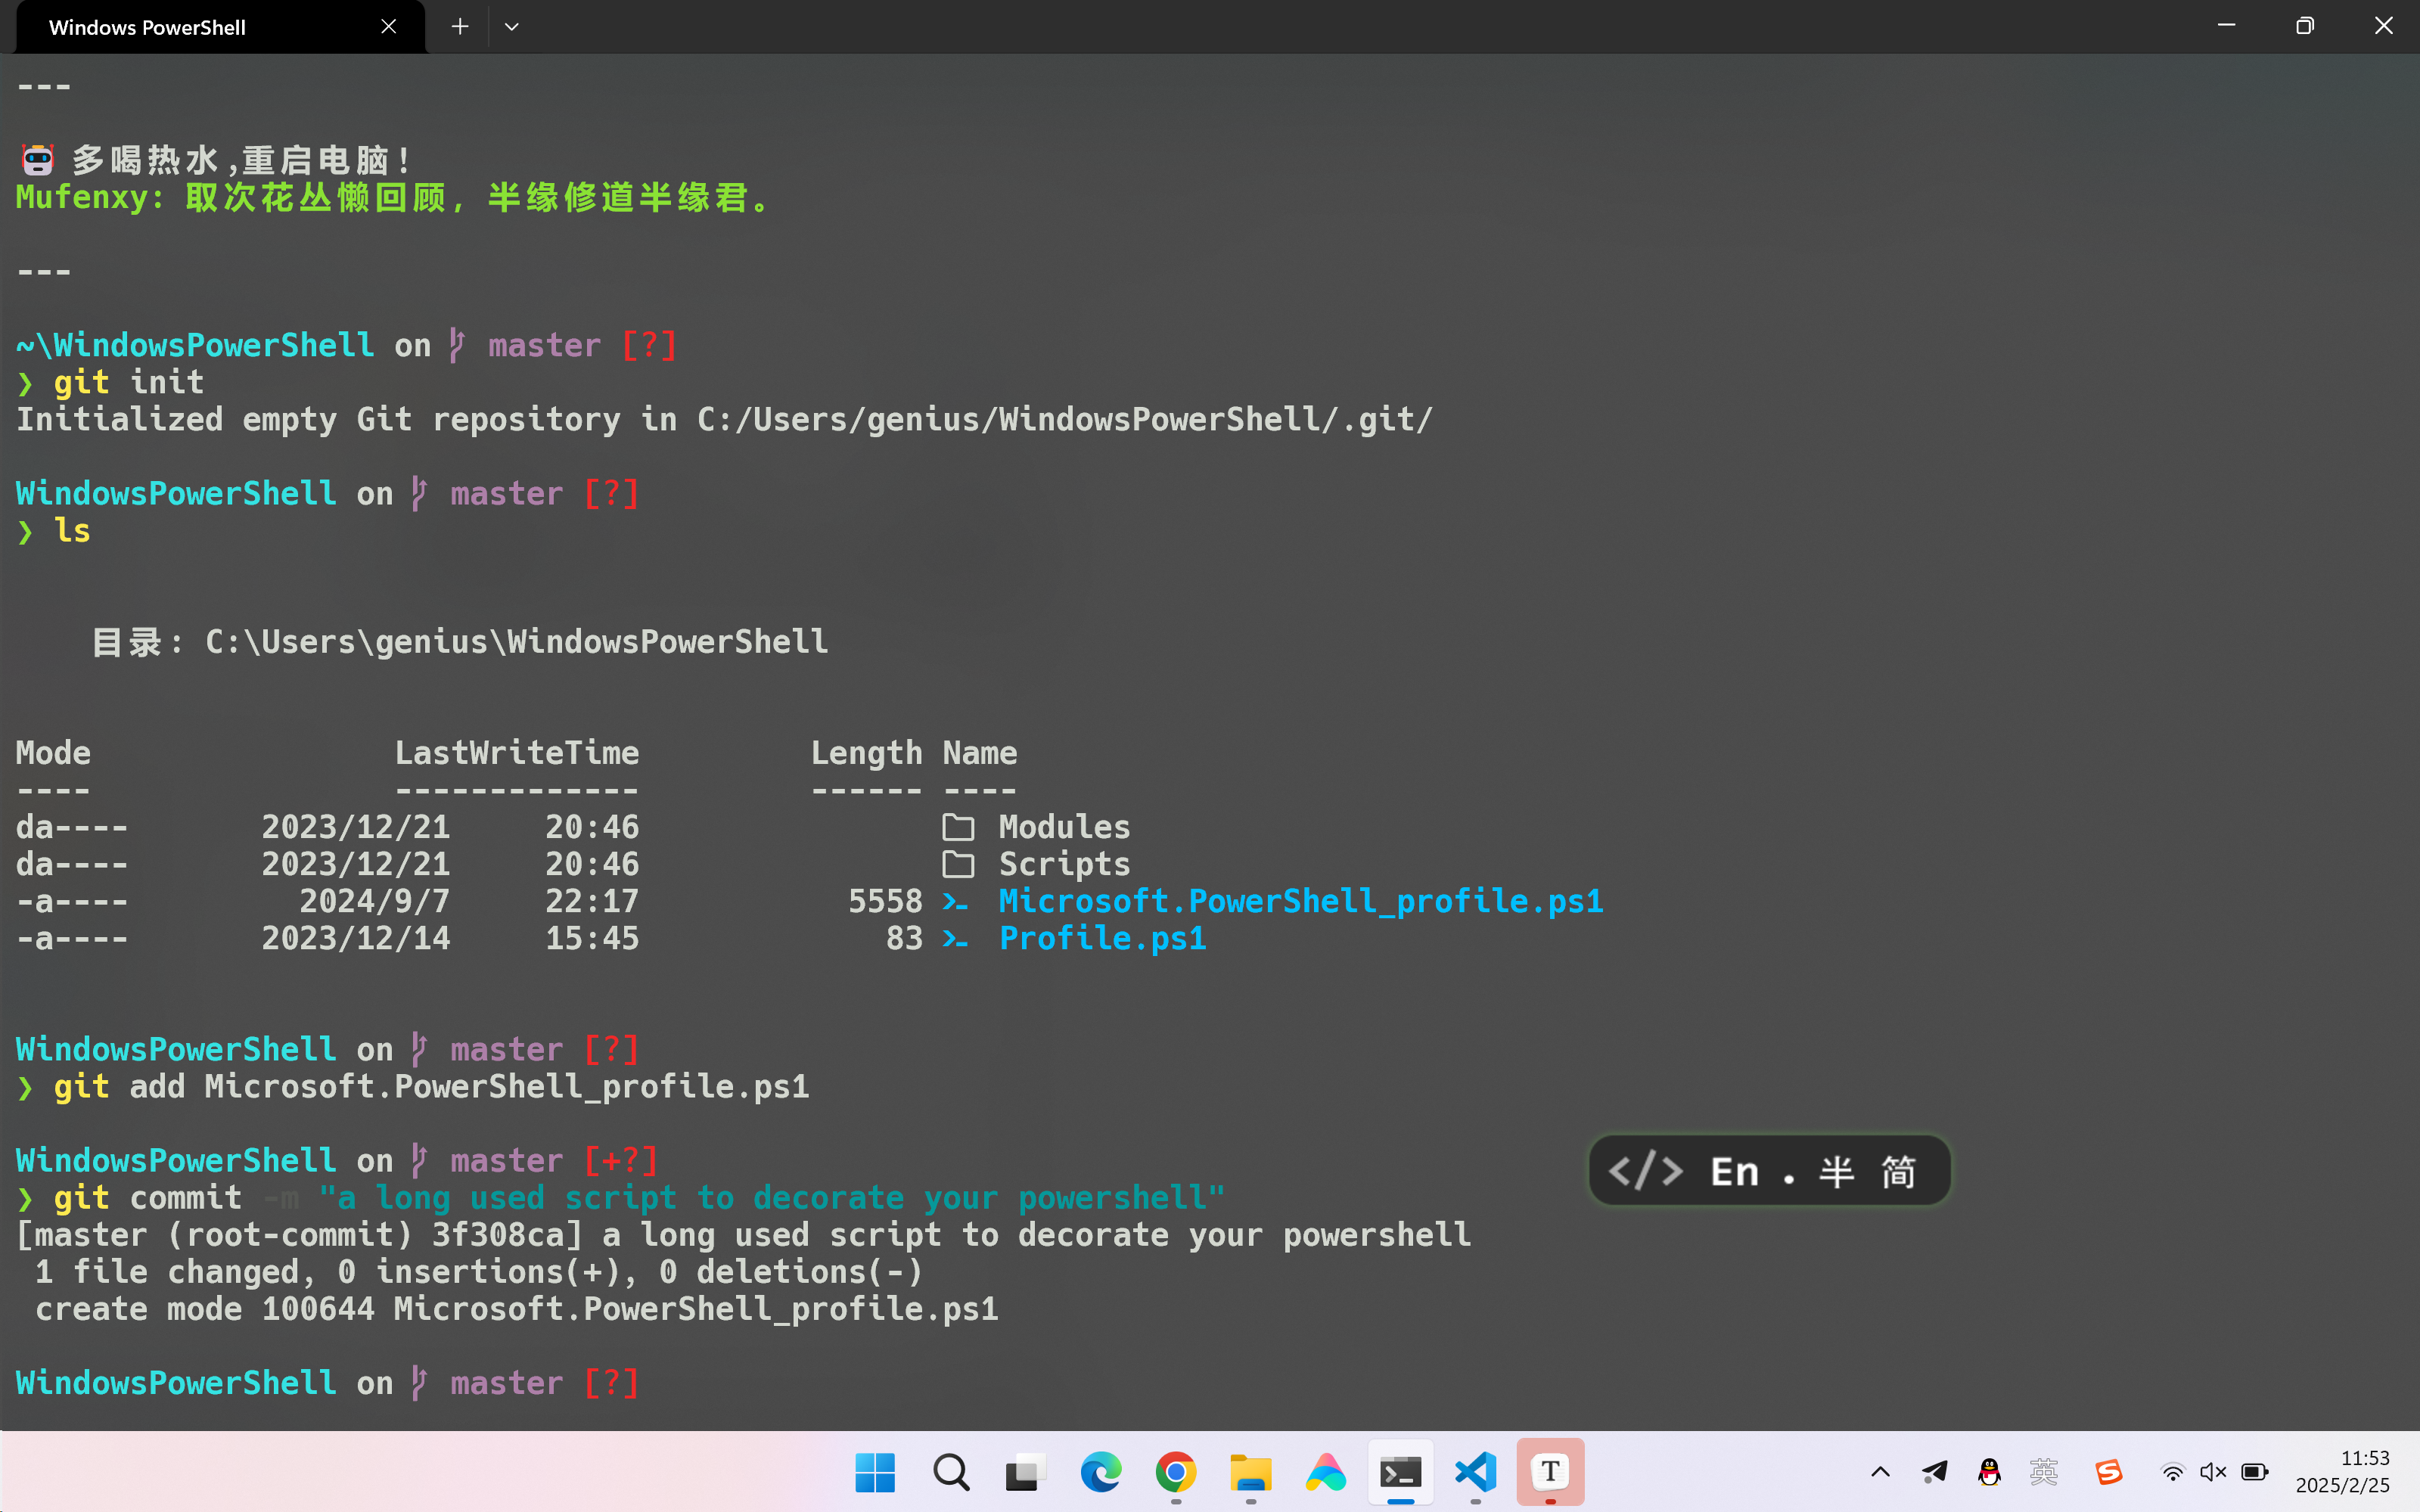 Windows PowerShell
---
多喝热水,重启电脑!
Mufenxy: 取次花丛懒回顾，半缘修道半缘君。
---
~\WindowsPowerShell on master [?]
❯ git init
Initialized empty Git repository in C:/Users/genius/WindowsPowerShell/.git/
WindowsPowerShell on master [?]
❯ ls
目录: C:\Users\genius\WindowsPowerShell
Mode LastWriteTime Length Name
---- ------------- ------ ----
da---- 2023/12/21 20:46 Modules
da---- 2023/12/21 20:46 Scripts
-a---- 2024/9/7 22:17 5558 Microsoft.PowerShell_profile.ps1
-a---- 2023/12/14 15:45 83 Profile.ps1
WindowsPowerShell on master [?]
❯ git add Microsoft.PowerShell_profile.ps1
WindowsPowerShell on master [+?]
❯ git commit -m "a long used script to decorate your powershell"
[master (root-commit) 3f308ca] a long used script to decorate your powershell
1 file changed, 0 insertions(+), 0 deletions(-)
create mode 100644 Microsoft.PowerShell_profile.ps1
WindowsPowerShell on master [?]
</> En . 半 简
T
英
S
11:53
2025/2/25